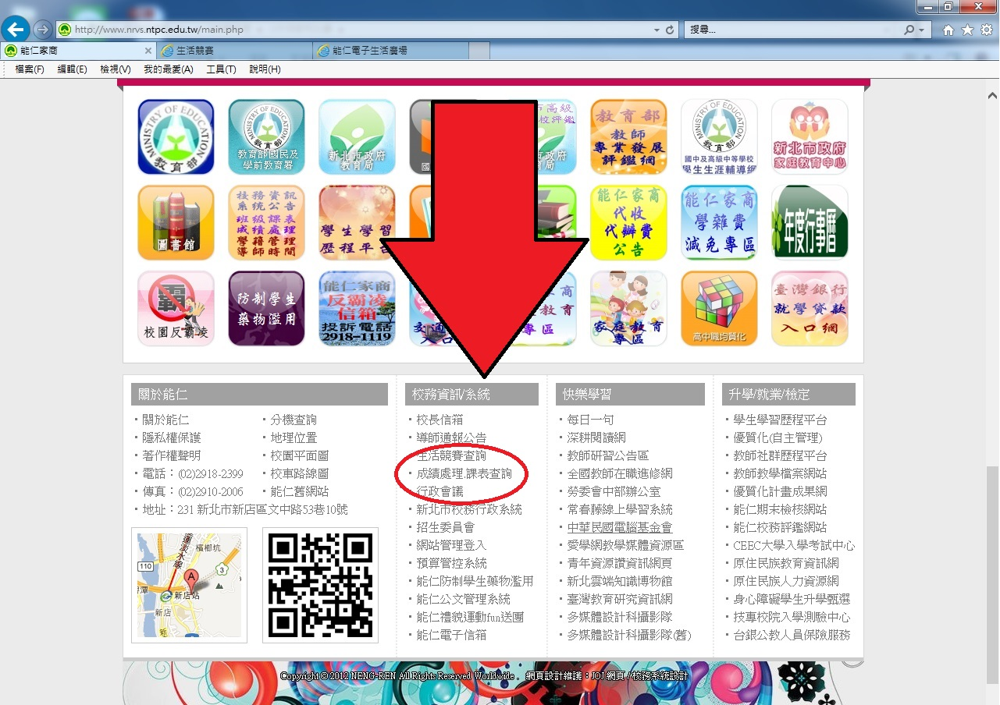 http://www.nrvs.ntpc.edu.tw/main.php
搜尋...
能仁家商
生活競賽
能仁電子生活廣場
檔案(F) 編輯(E) 檢視(V) 我的最愛(A) 工具(T) 說明(H)
MINISTRY OF EDUCATION
教育部
MINISTRY OF EDUCATION
教育部
教育部國民及
學前教育署
新北市政府
教育局
教育部
教師
專業發展
評鑑網
MINISTRY OF EDUCATION
教育部
國中及高級中等學校
學生生涯輔導網
新北市政府
家庭教育中心
圖書館
校務資訊
系統公告
班級課表
成績處理
學籍管理
導師時間
學生學習
歷程平台
能仁家商
代收
代辦費
公告
能仁家商
學雜費
減免專區
年度行事曆
霸
校園反霸凌
防制學生
藥物濫用
能仁家商
反霸凌
信箱
投訴電話
2918-1119
交通
入口
家商
教育
專區
家庭教育
專區
高中職均質化
臺灣銀行
就學貸款
入口網
關於能仁
關於能仁
隱私權保護
著作權聲明
電話：(02)2918-2399
傳真：(02)2910-2006
地址：231 新北市新店區文中路53巷10號
分機查詢
地理位置
校園平面圖
校車路線圖
能仁舊網站
110
檳榔坑
淡水線
3
A
新店站
潭
新店
新
校務資訊/系統
校長信箱
導師通報公告
生活競賽查詢
成績處理.課表查詢
行政會議
新北市校務行政系統
招生委員會
網站管理登入
預算管控系統
能仁防制學生藥物濫用
能仁公文管理系統
能仁禮貌運動fun送團
能仁電子信箱
快樂學習
每日一句
深耕閱讀網
教師研習公告區
全國教師在職進修網
勞委會中部辦公室
常春藤線上學習系統
中華民國電腦基金會
愛學網教學媒體資源區
青年資源讚資訊網頁
新北雲端知識博物館
臺灣教育研究資訊網
多媒體設計科攝影隊
多媒體設計科攝影隊(舊)
升學/就業/檢定
學生學習歷程平台
優質化(自主管理)
教師社群歷程平台
教師教學檔案網站
優質化計畫成果網
能仁期末檢核網站
能仁校務評鑑網站
CEEC大學入學考試中心
原住民族教育資訊網
原住民族人力資源網
身心障礙學生升學甄選
技專校院入學測驗中心
台銀公教人員保險服務
Copyright © 2012 NENG-REN All Rights Reserved Worldwide 。 網頁設計維護：JOJ 網頁 / 校務系統設計